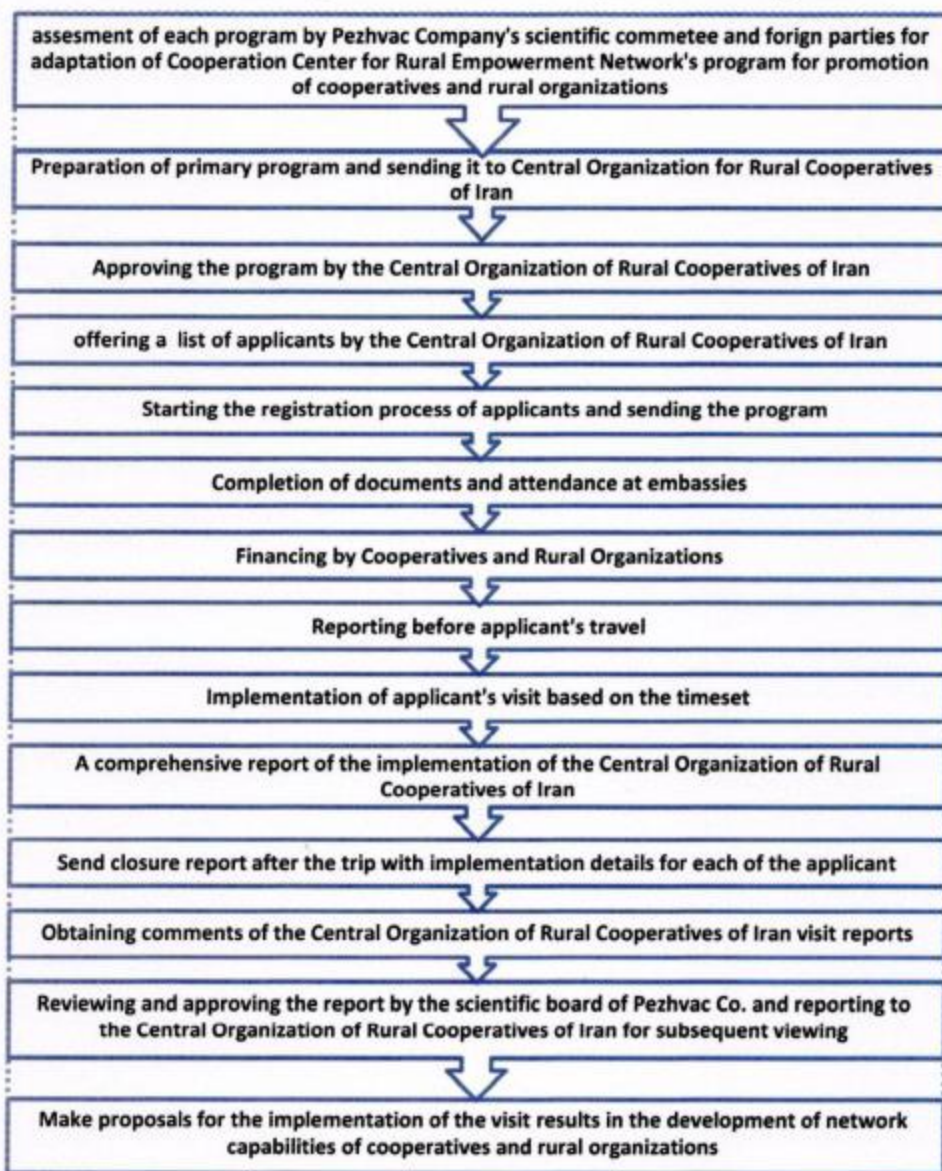 assesment of each program by Pezhvac Company's scientific commetee and forign parties for
adaptation of Cooperation Center for Rural Empowerment Network's program for promotion
of cooperatives and rural organizations
Preparation of primary program and sending it to Central Organization for Rural Cooperatives
of Iran
Approving the program by the Central Organization of Rural Cooperatives of Iran
offering a list of applicants by the Central Organization of Rural Cooperatives of Iran
Starting the registration process of applicants and sending the program
Completion of documents and attendance at embassies
Financing by Cooperatives and Rural Organizations
Reporting before applicant's travel
Implementation of applicant's visit based on the timeset
A comprehensive report of the implementation of the Central Organization of Rural
Cooperatives of Iran
Send closure report after the trip with implementation details for each of the applicant
Obtaining comments of the Central Organization of Rural Cooperatives of Iran visit reports
Reviewing and approving the report by the scientific board of Pezhvac Co. and reporting to
the Central Organization of Rural Cooperatives of Iran for subsequent viewing
Make proposals for the implementation of the visit results in the development of network
capabilities of cooperatives and rural organizations